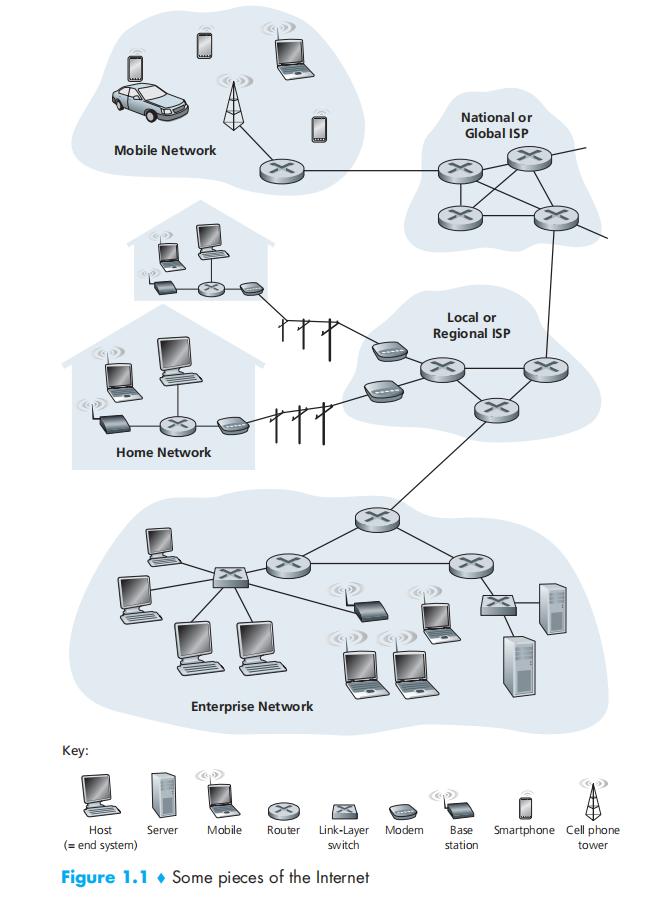 National or
Global ISP
Mobile Network
Local or
Regional ISP
Home Network
Enterprise Network
Key:
Host
(= end system)
Server
Mobile
Router
Link-Layer
switch
Modem
Base
station
Smartphone
Cell phone
tower
Figure 1.1 ♦ Some pieces of the Internet